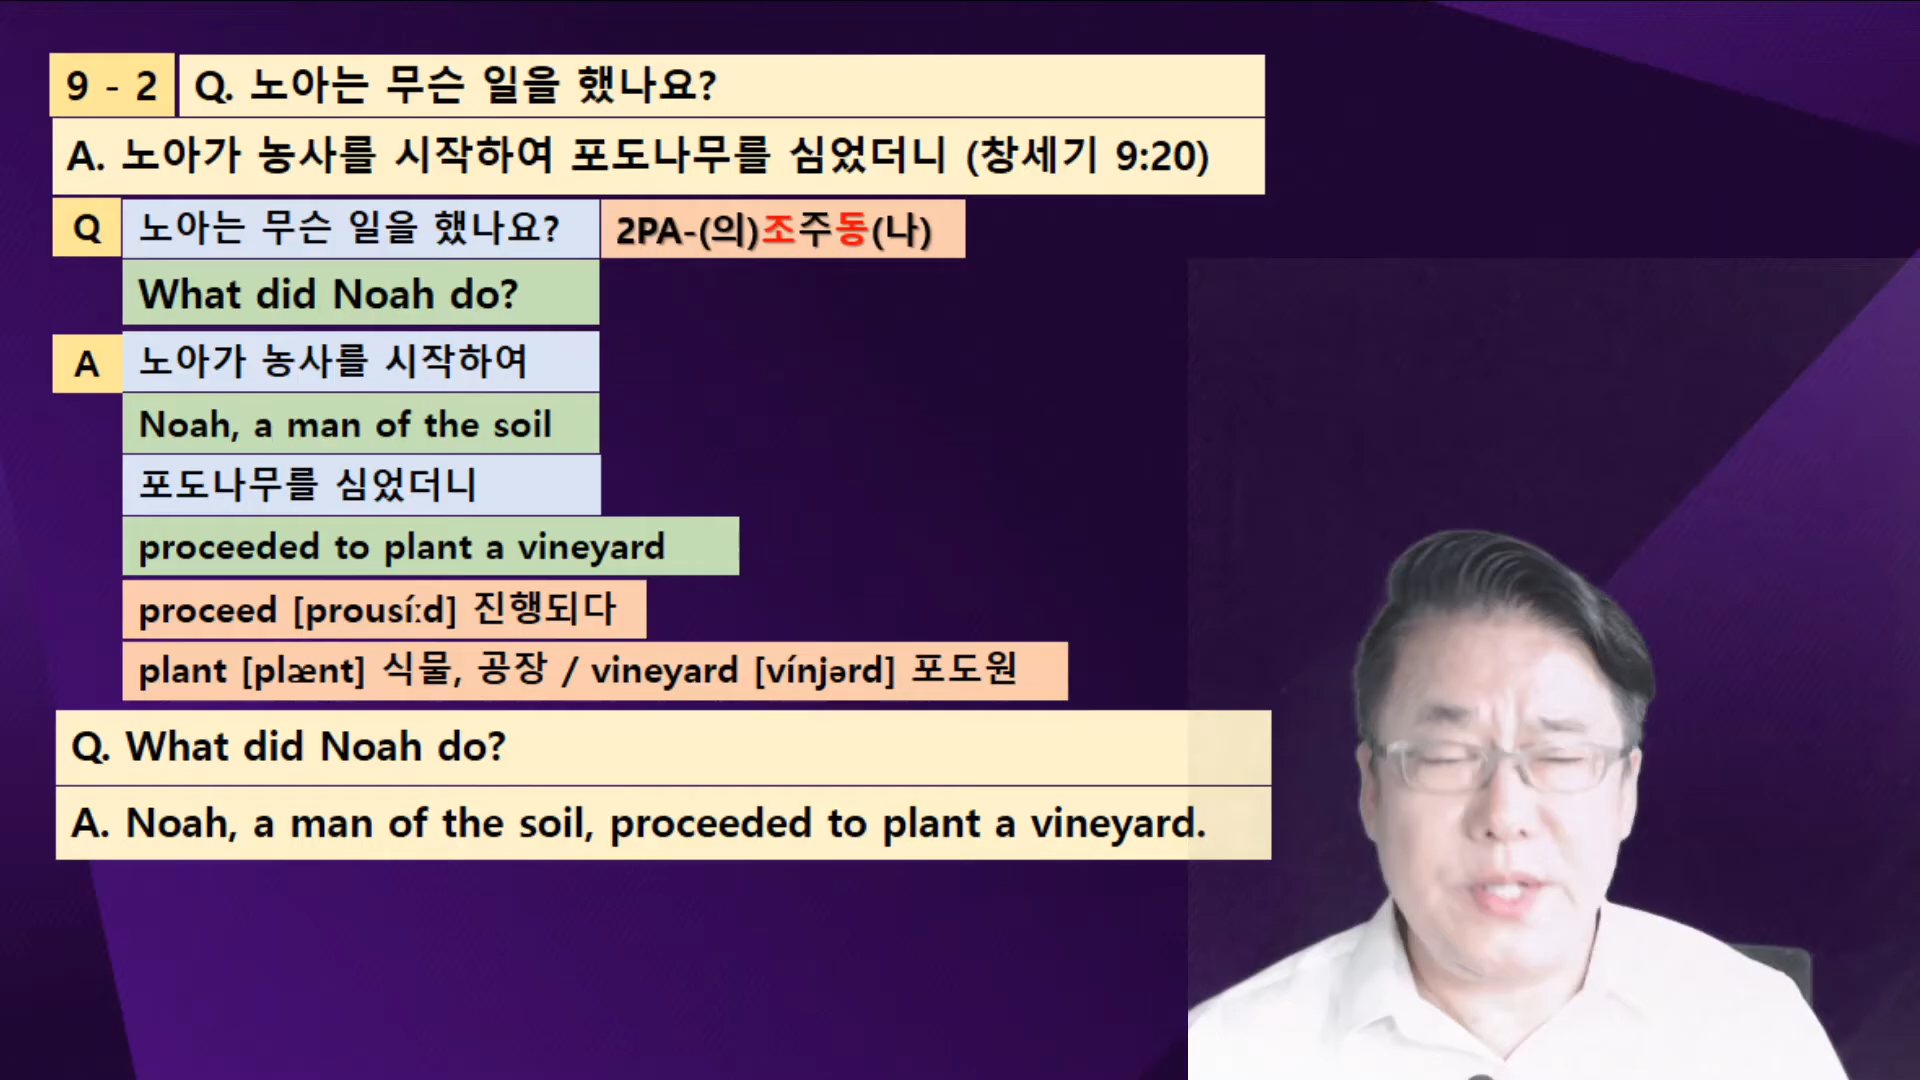 9 - 2 Q. 노아는 무슨 일을 했나요?
A. 노아가 농사를 시작하여 포도나무를 심었더니 (창세기 9:20)
Q 노아는 무슨 일을 했나요? 2PA-(의)조주동(나)
What did Noah do?
A 노아가 농사를 시작하여
Noah, a man of the soil
포도나무를 심었더니
proceeded to plant a vineyard
proceed [prousíːd] 진행되다
plant [plænt] 식물, 공장 / vineyard [vínjərd] 포도원
Q. What did Noah do?
A. Noah, a man of the soil, proceeded to plant a vineyard.